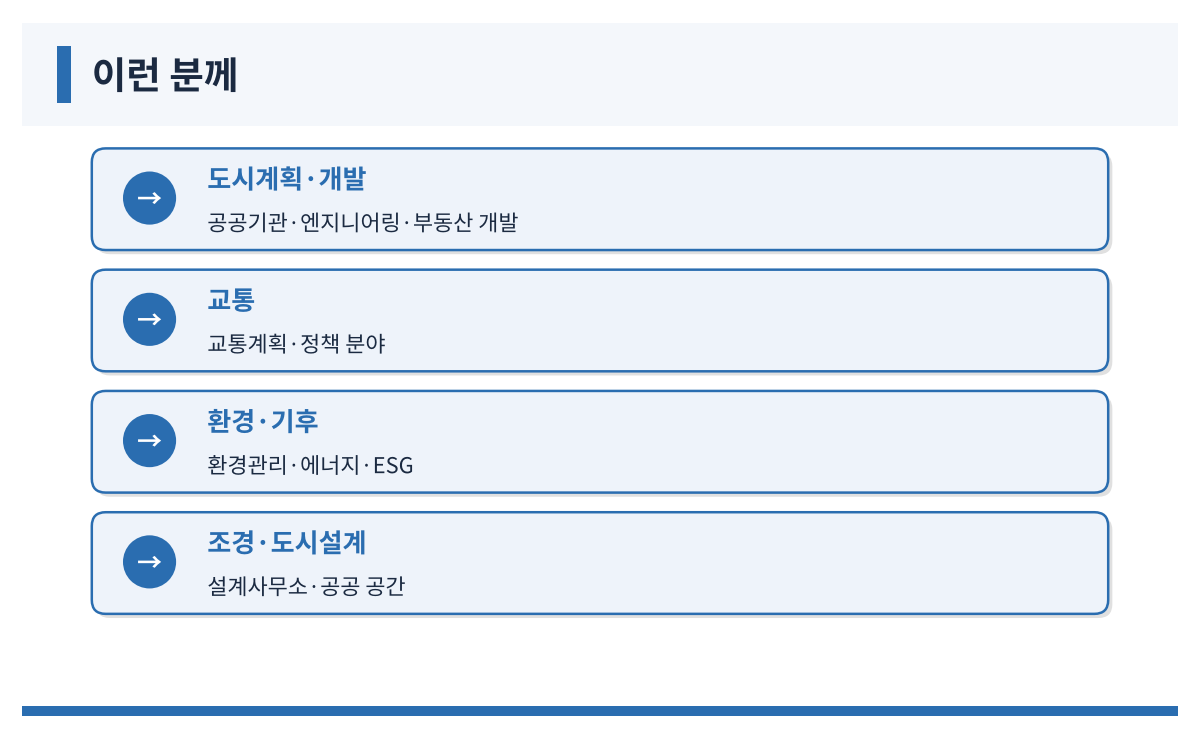 이런 분께
→
도시계획·개발
공공기관·엔지니어링·부동산 개발
→
교통
교통계획·정책 분야
→
환경·기후
환경관리·에너지·ESG
→
조경·도시설계
설계사무소·공공 공간